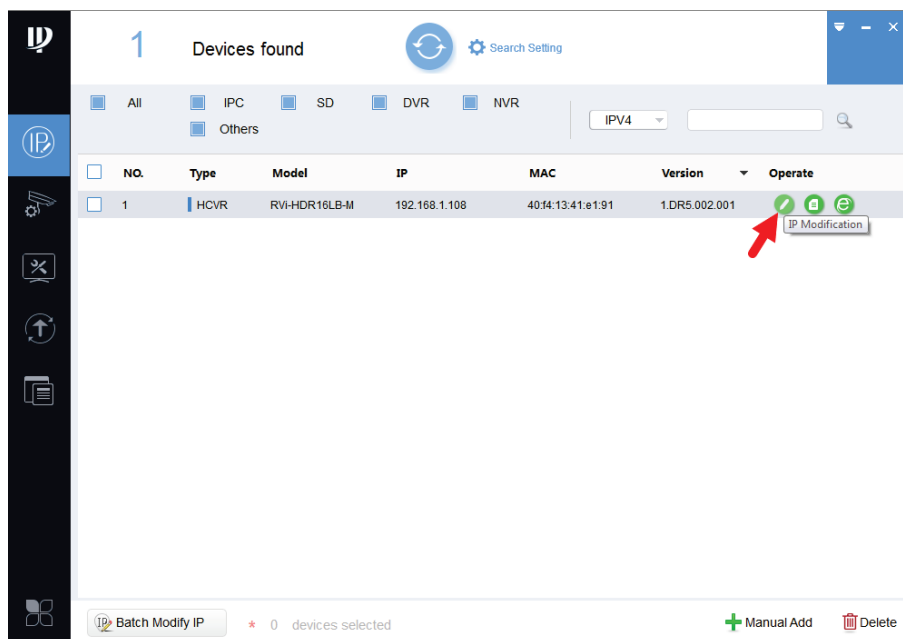 1 Devices found Search Setting
All IPC SD DVR NVR
Others
IPV4
NO. Type Model IP MAC Version Operate
1 HCVR RVi-HDR16LB-M 192.168.1.108 40:f4:13:41:e1:91 1.DR5.002.001
IP Modification
Batch Modify IP * 0 devices selected Manual Add Delete